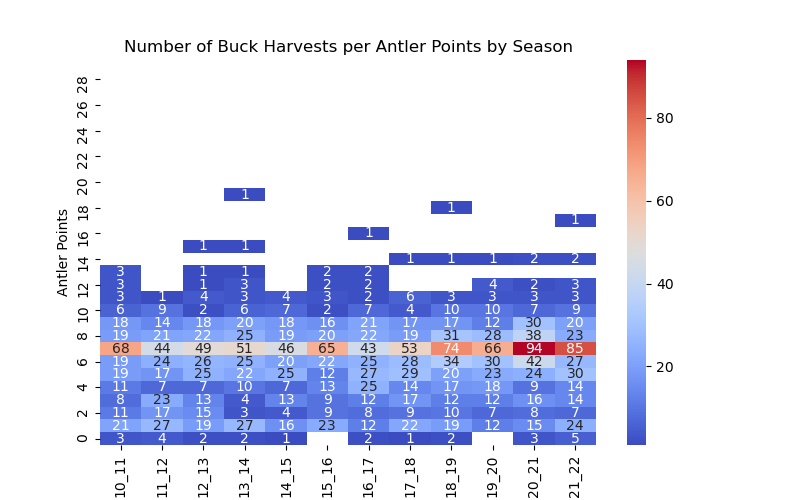 Number of Buck Harvests per Antler Points by Season
Antler Points
28
26
24
22
20
1
18 1
1
16 1
1 1
14 1 1 1 2 2
3 1 1 2 2
12 3 1 3 2 2 4 2 3
3 1 4 3 4 3 2 6 3 3 3 3
10 6 9 2 6 7 2 7 4 10 10 7 9
18 14 18 20 18 16 21 17 17 12 30 20
8 19 21 22 25 19 20 22 19 31 28 38 23
68 44 49 51 46 65 43 53 74 66 94 85
6 19 24 26 25 20 22 25 28 34 30 42 27
19 17 25 22 25 12 27 29 20 23 24 30
4 11 7 7 10 7 13 25 14 17 18 9 14
8 23 13 4 13 9 12 17 12 12 16 14
2 11 17 15 3 4 9 8 9 10 7 8 7
21 27 19 27 16 23 12 22 19 12 15 24
0 3 4 2 2 1 2 1 2 3 5
10_11 11_12 12_13 13_14 14_15 15_16 16_17 17_18 18_19 19_20 20_21 21_22
80
60
40
20